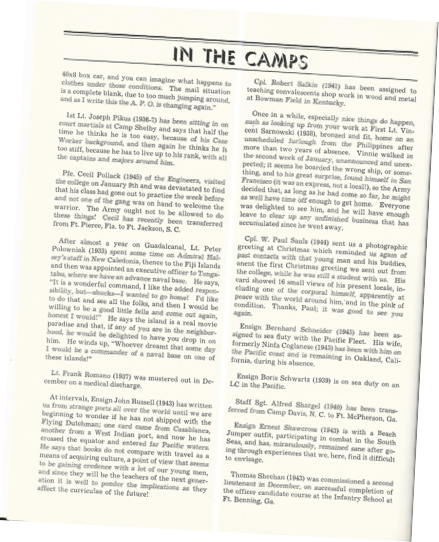 IN THE CAMPS
40x8 box car, and you can imagine what happens to
clothes under those conditions. The mail situation
is a complete blank, due to too much jumping around,
and as I write this the A. P. O. is changing again."
1st Lt. Joseph Pikus (1936-T) has been sitting in on
court martials at Camp Shelby and says that half the
time he thinks he is too easy, because of his Case
Worker background, and then again he thinks he is
too stiff, because he has to live up to his rank, with all
the captains and majors around him.
Pfc. Cecil Pollack (1945) of the Engineers, visited
the college on January 9th and was devastated to find
that his class had gone out to practice the week before
and not one of the gang was on hand to welcome the
warrior. The Army ought not to be allowed to do
these things! Cecil has recently been transferred
from Ft. Pierce, Fla. to Ft. Jackson, S. C.
After almost a year on Guadalcanal, Lt. Peter
Polowniak (1933) spent some time on Admiral Hal-
sey's staff in New Caledonia, thence to the Fiji Islands
and then was appointed an executive officer to Tonga-
tabu, where we have an advance naval base. He says,
"It is a wonderful command, I like the added respon-
sibility, but—shucks—I wanted to go home! I'd like
to do that and see all the folks, and then I would be
willing to be a good little fella and come out again,
honest I would!" He says the island is a real movie
paradise and that, if any of you are in the neighbor-
hood, he would be delighted to have you drop in on
him. He winds up, "Whoever dreamt that some day
I would be a commander of a naval base on one of
these islands!"
Lt. Frank Romano (1937) was mustered out in De-
cember on a medical discharge.
At intervals, Ensign John Russell (1943) has written
us from strange ports all over the world until we are
beginning to wonder if he has not shipped with the
Flying Dutchman; one card came from Casablanca,
another from a West Indian port, and now he has
crossed the equator and entered far Pacific waters.
He says that books do not compare with travel as a
means of acquiring culture, a point of view that seems
to be gaining credence with a lot of our young men,
and since they will be the teachers of the next gener-
ation it is well to ponder the implications as they
affect the curriculae of the future!
Cpl. Robert Salkin (1941) has been assigned to
teaching convalescents shop work in wood and metal
at Bowman Field in Kentucky.
Once in a while, especially nice things do happen,
such as looking up from your work at First Lt. Vin-
cent Sarnowski (1938), bronzed and fit, home on an
unscheduled furlough from the Philippines after
more than two years of absence. Vinnie walked in
the second week of January, unannounced and unex-
pected; it seems he boarded the wrong ship, or some-
thing, and to his great surprise, found himself in San
Francisco (it was an express, not a local!), so the Army
decided that, as long as he had come so far, he might
as well have time off enough to get home. Everyone
was delighted to see him, and he will have enough
leave to clear up any unfinished business that has
accumulated since he went away.
Cpl. W. Paul Sauls (1944) sent us a photographic
greeting at Christmas which reminded us again of
past contacts with that young man and his buddies,
anent the first Christmas greeting we sent out from
the college, while he was still a student with us. His
card showed 16 small views of his present locale, in-
cluding one of the corporal himself, apparently at
peace with the world around him, and in the pink of
condition. Thanks, Paul; it was good to see you
again.
Ensign Bernhard Schneider (1945) has been as-
signed to sea duty with the Pacific Fleet. His wife,
formerly Ninfa Coglanese (1945) has been with him on
the Pacific coast and is remaining in Oakland, Cali-
fornia, during his absence.
Ensign Boris Schwartz (1939) is on sea duty on an
LC in the Pacific.
Staff Sgt. Alfred Shargel (1940) has been trans-
ferred from Camp Davis, N. C. to Ft. McPherson, Ga.
Ensign Ernest Shawcross (1943) is with a Beach
Jumper outfit, participating in combat in the South
Seas, and has, miraculously, remained sane after go-
ing through experiences that we, here, find it difficult
to envisage.
Thomas Sheehan (1943) was commissioned a second
lieutenant in December, on successful completion of
the officer candidate course at the Infantry School at
Ft. Benning, Ga.